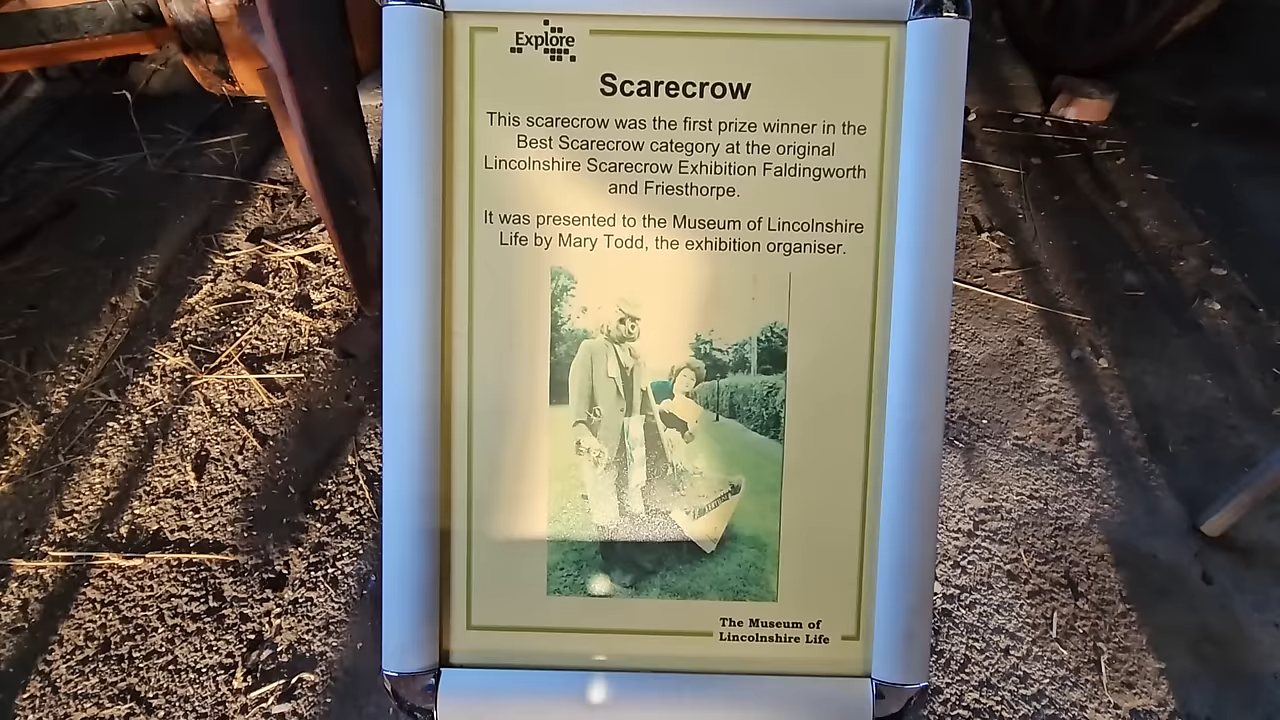 Explore
Scarecrow
This scarecrow was the first prize winner in the
Best Scarecrow category at the original
Lincolnshire Scarecrow Exhibition Faldingworth
and Friesthorpe.
It was presented to the Museum of Lincolnshire
Life by Mary Todd, the exhibition organiser.
The Museum of
Lincolnshire Life